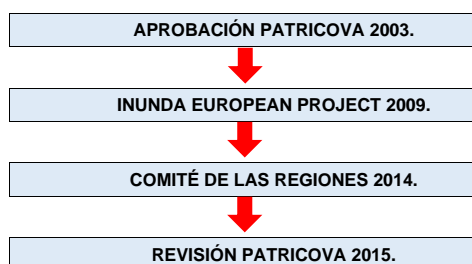 APROBACIÓN PATRICOVA 2003.
INUNDA EUROPEAN PROJECT 2009.
COMITÉ DE LAS REGIONES 2014.
REVISIÓN PATRICOVA 2015.